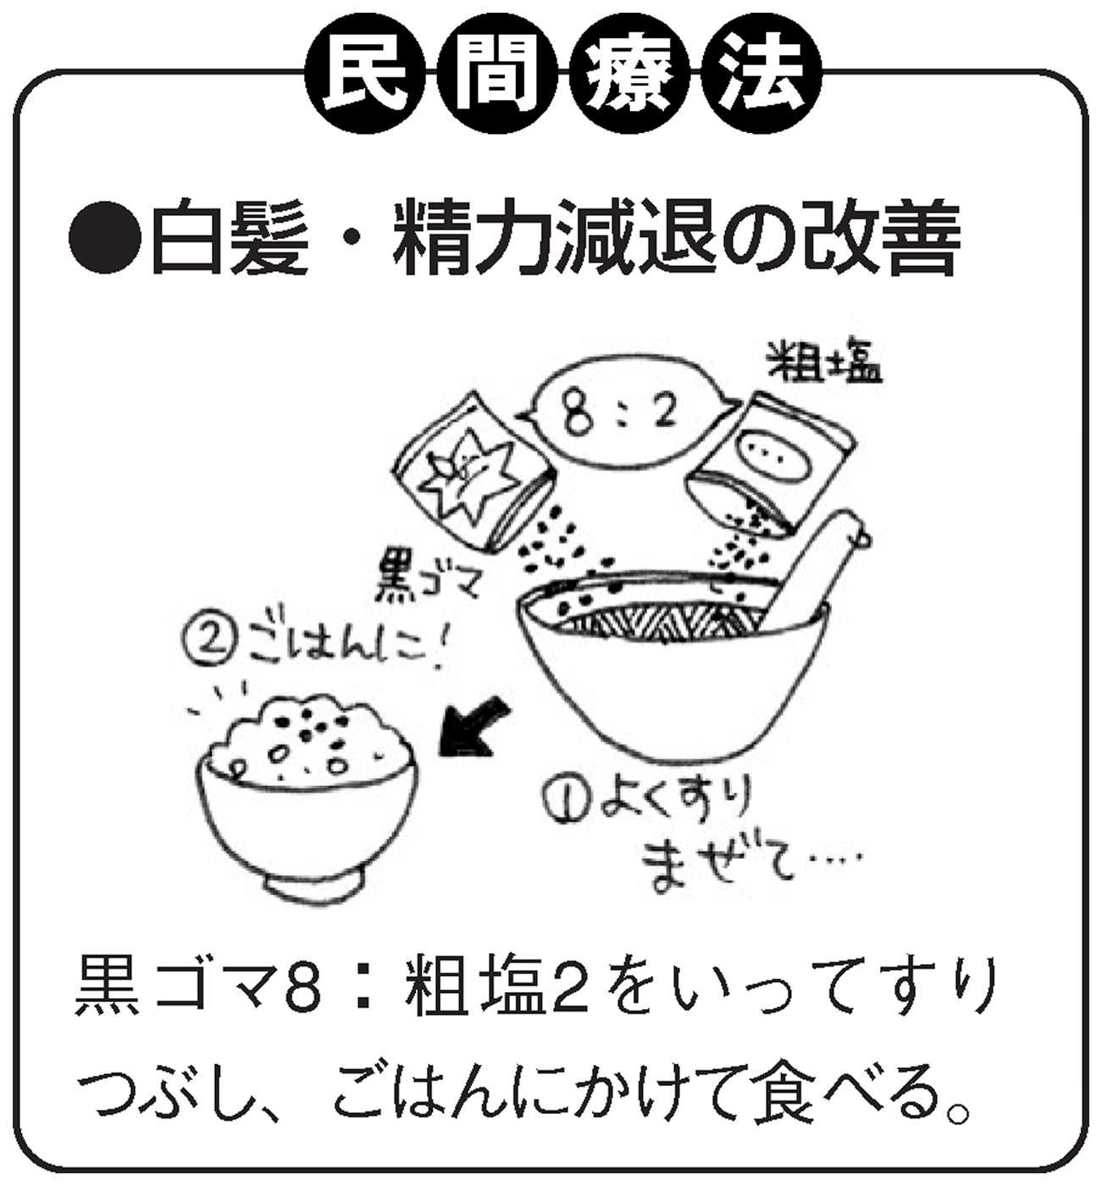 民間療法
●白髪・精力減退の改善
粗塩
8:2
黒ゴマ
②ごはんに!
①よくすり
まぜて‥‥
黒ゴマ8：粗塩2をいってすり
つぶし、ごはんにかけて食べる。